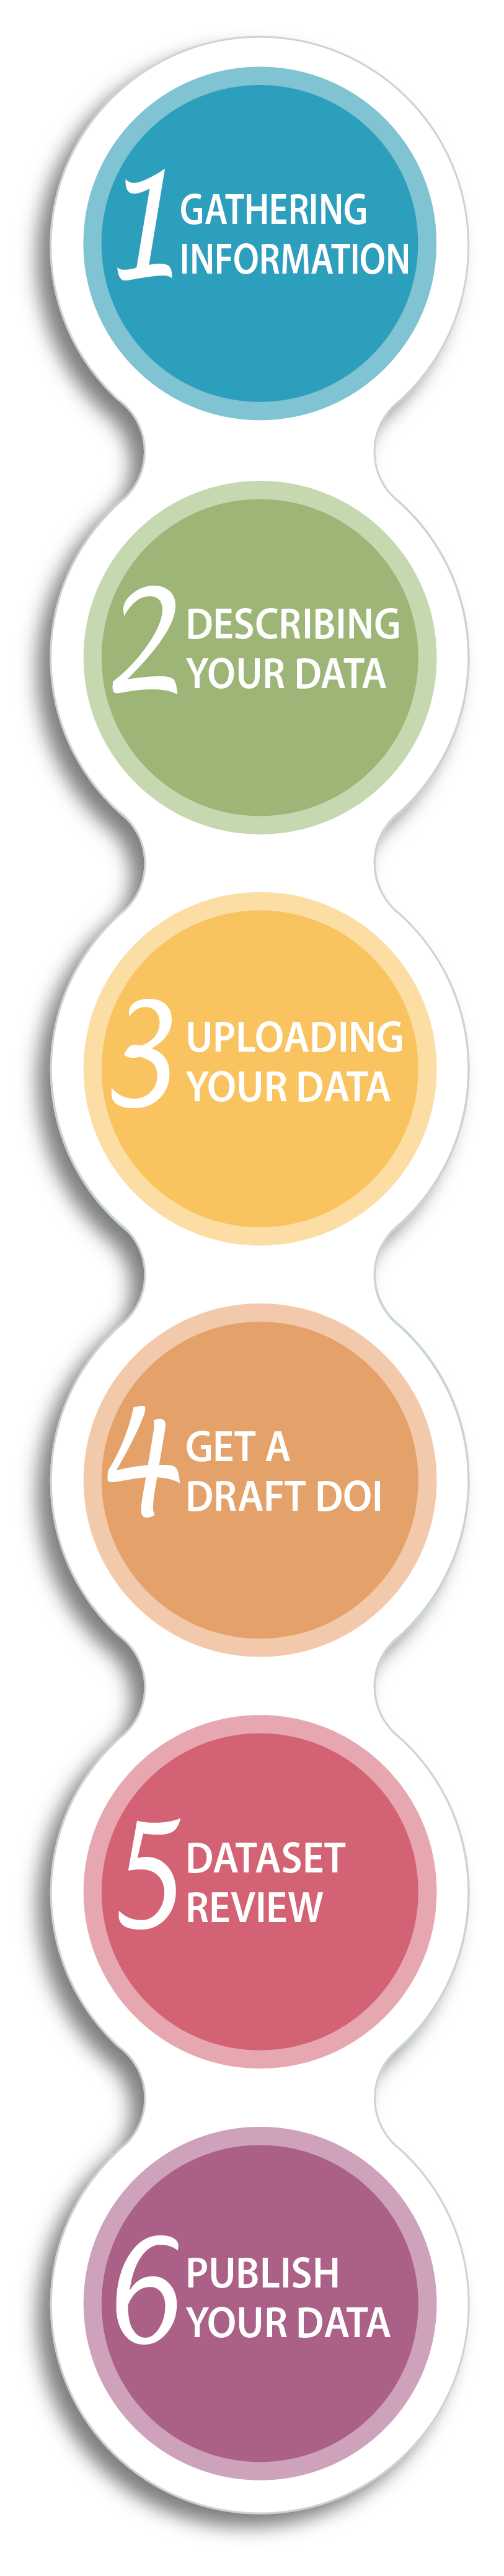 1 GATHERING
INFORMATION
2 DESCRIBING
YOUR DATA
3 UPLOADING
YOUR DATA
4 GET A
DRAFT DOI
5 DATASET
REVIEW
6 PUBLISH
YOUR DATA